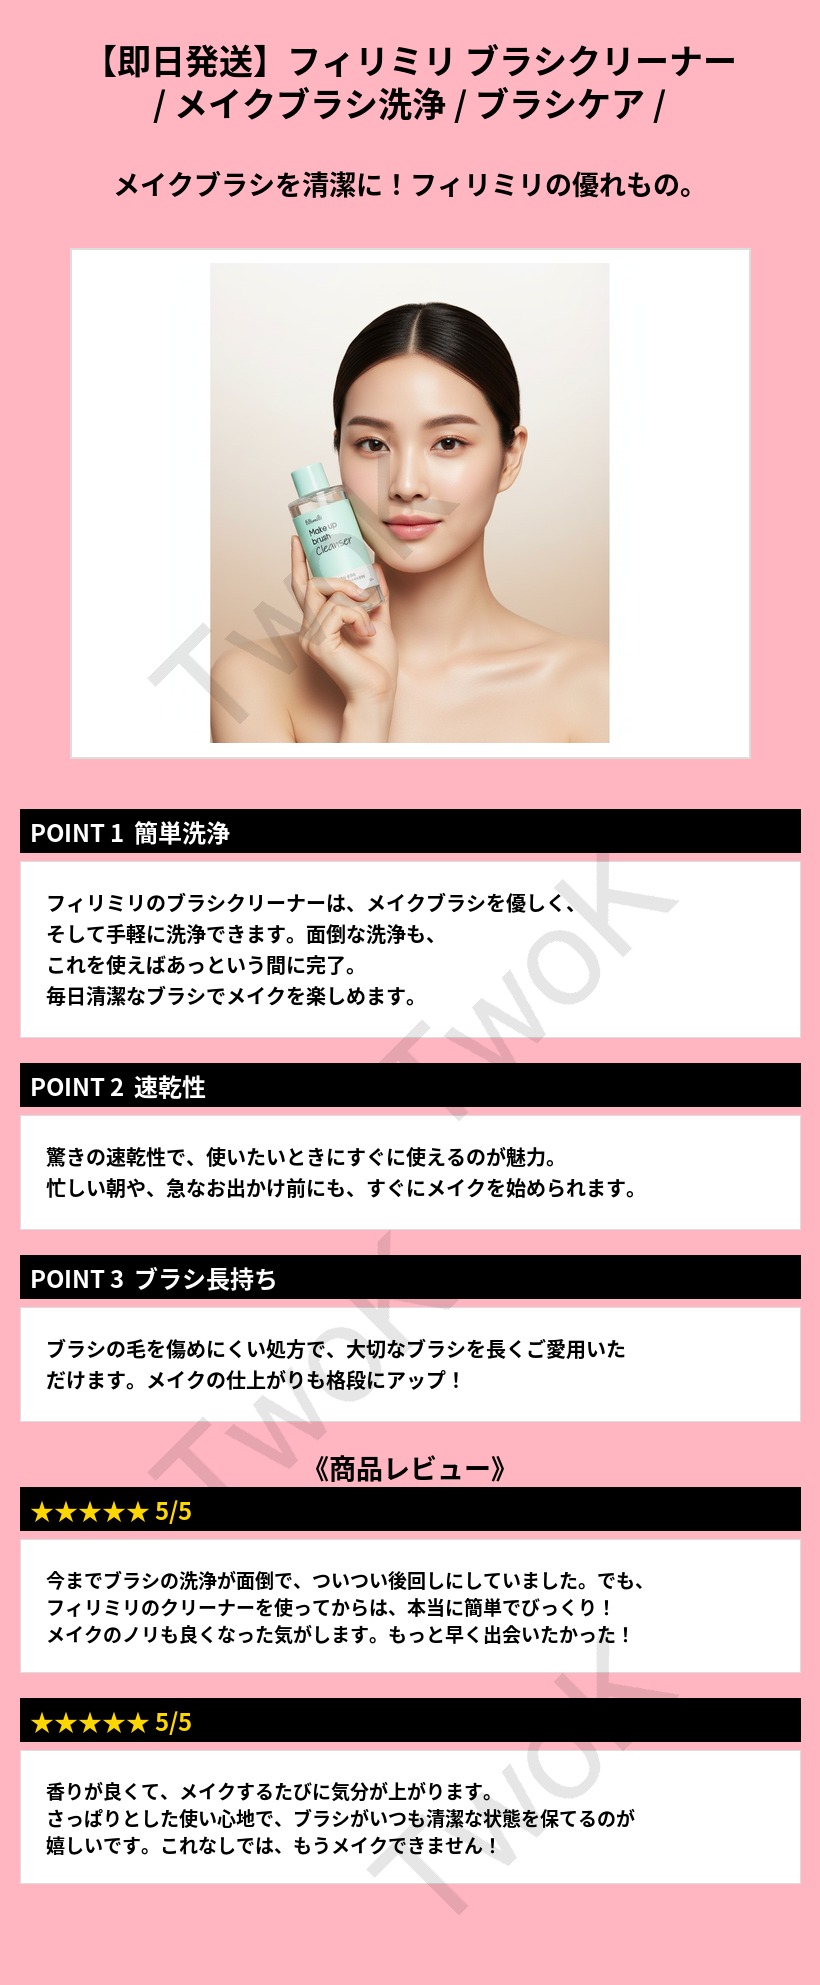 【即日発送】フィリミリ ブラシクリーナー
/ メイクブラシ洗浄 / ブラシケア /
メイクブラシを清潔に！フィリミリの優れもの。
Make up
brush
Cleanser
TwoK
POINT 1 簡単洗浄
フィリミリのブラシクリーナーは、メイクブラシを優しく、
そして手軽に洗浄できます。面倒な洗浄も、
これを使えばあっという間に完了。
毎日清潔なブラシでメイクを楽しめます。
TwoK
POINT 2 速乾性
驚きの速乾性で、使いたいときにすぐに使えるのが魅力。
忙しい朝や、急なお出かけ前にも、すぐにメイクを始められます。
POINT 3 ブラシ長持ち
ブラシの毛を傷めにくい処方で、大切なブラシを長くご愛用いた
だけます。メイクの仕上がりも格段にアップ！
TwoK
《商品レビュー》
★★★★★ 5/5
今までブラシの洗浄が面倒で、ついつい後回しにしていました。でも、
フィリミリのクリーナーを使ってからは、本当に簡単でびっくり！
メイクのノリも良くなった気がします。もっと早く出会いたかった！
★★★★★ 5/5
香りが良くて、メイクするたびに気分が上がります。
さっぱりとした使い心地で、ブラシがいつも清潔な状態を保てるのが
嬉しいです。これなしでは、もうメイクできません！
TwoK